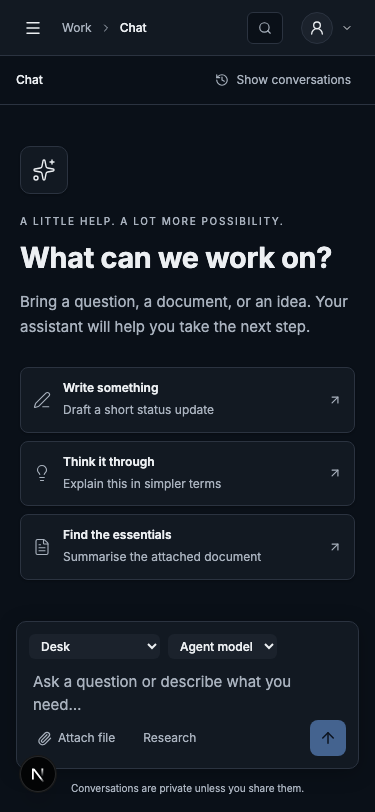 Work
Chat
Chat
Show conversations
A LITTLE HELP. A LOT MORE POSSIBILITY.
What can we work on?
Bring a question, a document, or an idea. Your
assistant will help you take the next step.
Write something
Draft a short status update
Think it through
Explain this in simpler terms
Find the essentials
Summarise the attached document
Desk
Agent model
Ask a question or describe what you
need...
Attach file
Research
N
Conversations are private unless you share them.